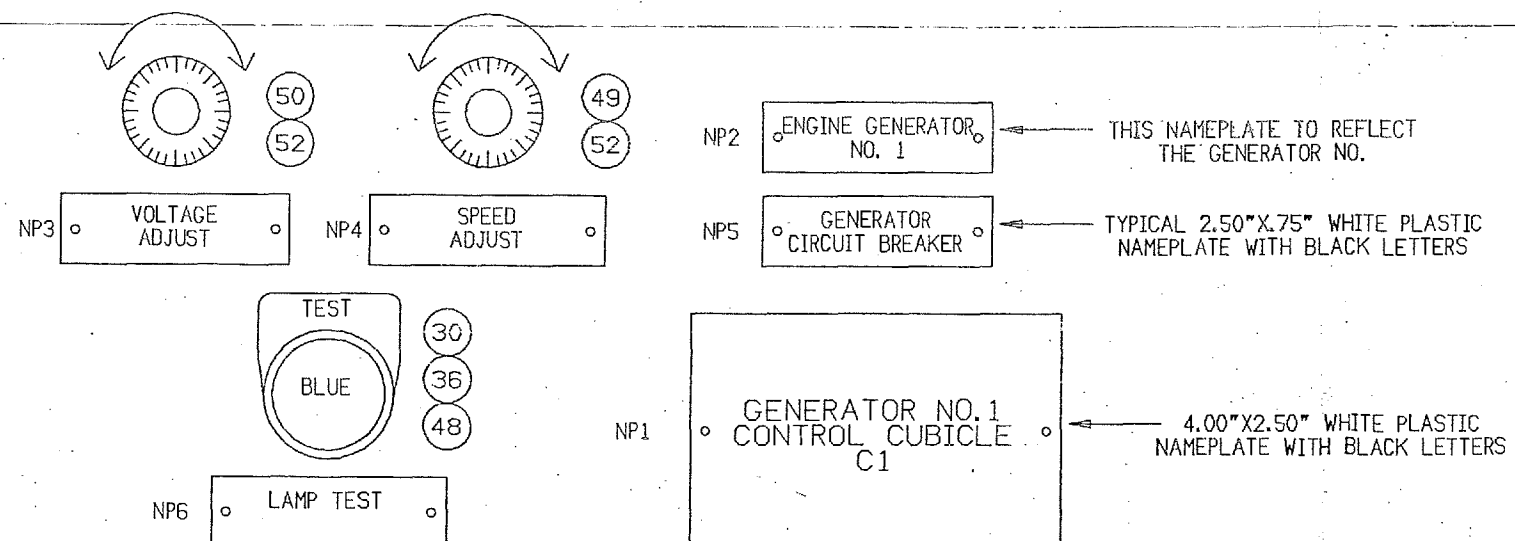 50
52
49
52
NP3
VOLTAGE
ADJUST
NP4
SPEED
ADJUST
NP2
ENGINE GENERATOR
NO. 1
THIS NAMEPLATE TO REFLECT
THE GENERATOR NO.
NP5
GENERATOR
CIRCUIT BREAKER
TYPICAL 2.50"X.75" WHITE PLASTIC
NAMEPLATE WITH BLACK LETTERS
TEST
BLUE
30
36
48
NP6
LAMP TEST
NP1
GENERATOR NO.1
CONTROL CUBICLE
C1
4.00"X2.50" WHITE PLASTIC
NAMEPLATE WITH BLACK LETTERS